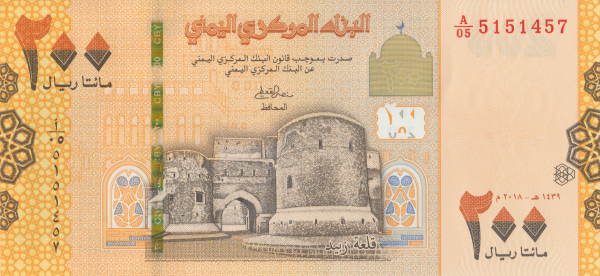 البنك المركزي اليمني
صدرت بموجب قانون البنك المركزي اليمني
عن البنك المركزي اليمني
المحافظ
٢٠٠
مائتا ريال
A/05 5151457
CBY
CBY
أ/٠٥ ٥١٥١٤٥٧
١٤٣٩ هـ - ٢٠١٨ م
٢٠٠
مائتا ريال
قلعة زبيد